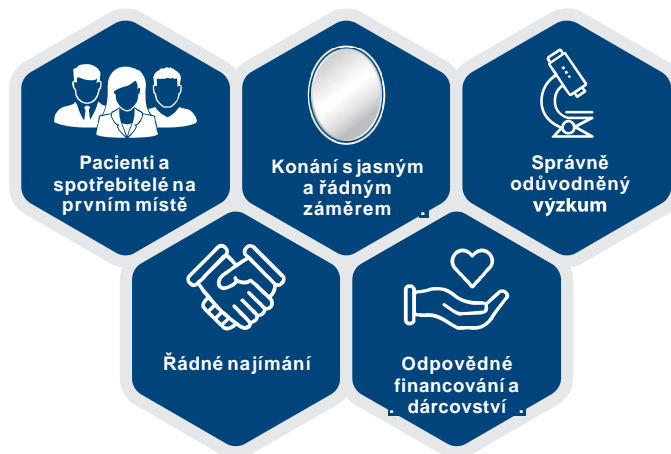 Pacienti a
spotřebitelé na
prvním místě
Konání s jasným
a řádným
záměrem .
Správně
odůvodněný
výzkum
Řádné najímání
Odpovědné
financování a
. dárcovství .